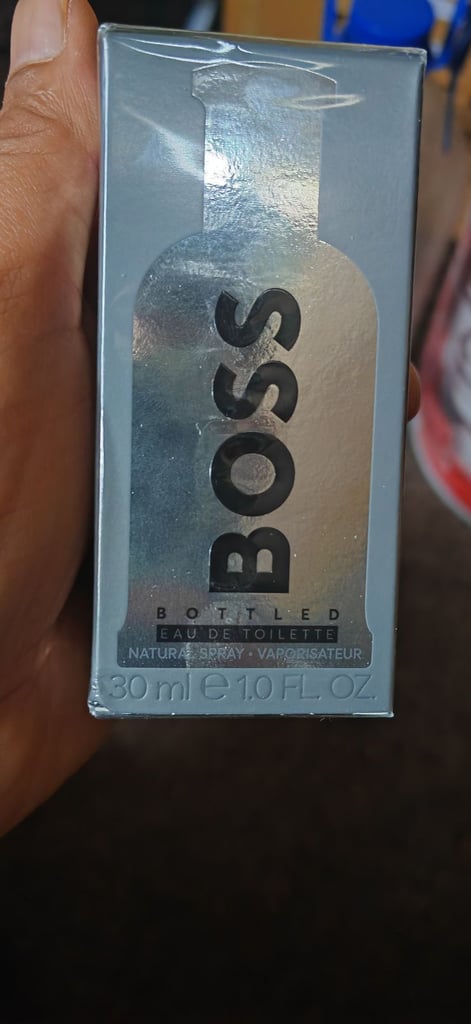 BOSS
BOTTLED
EAU DE TOILETTE
NATURAL SPRAY • VAPORISATEUR
30 ml ℮ 1.0 FL. OZ.